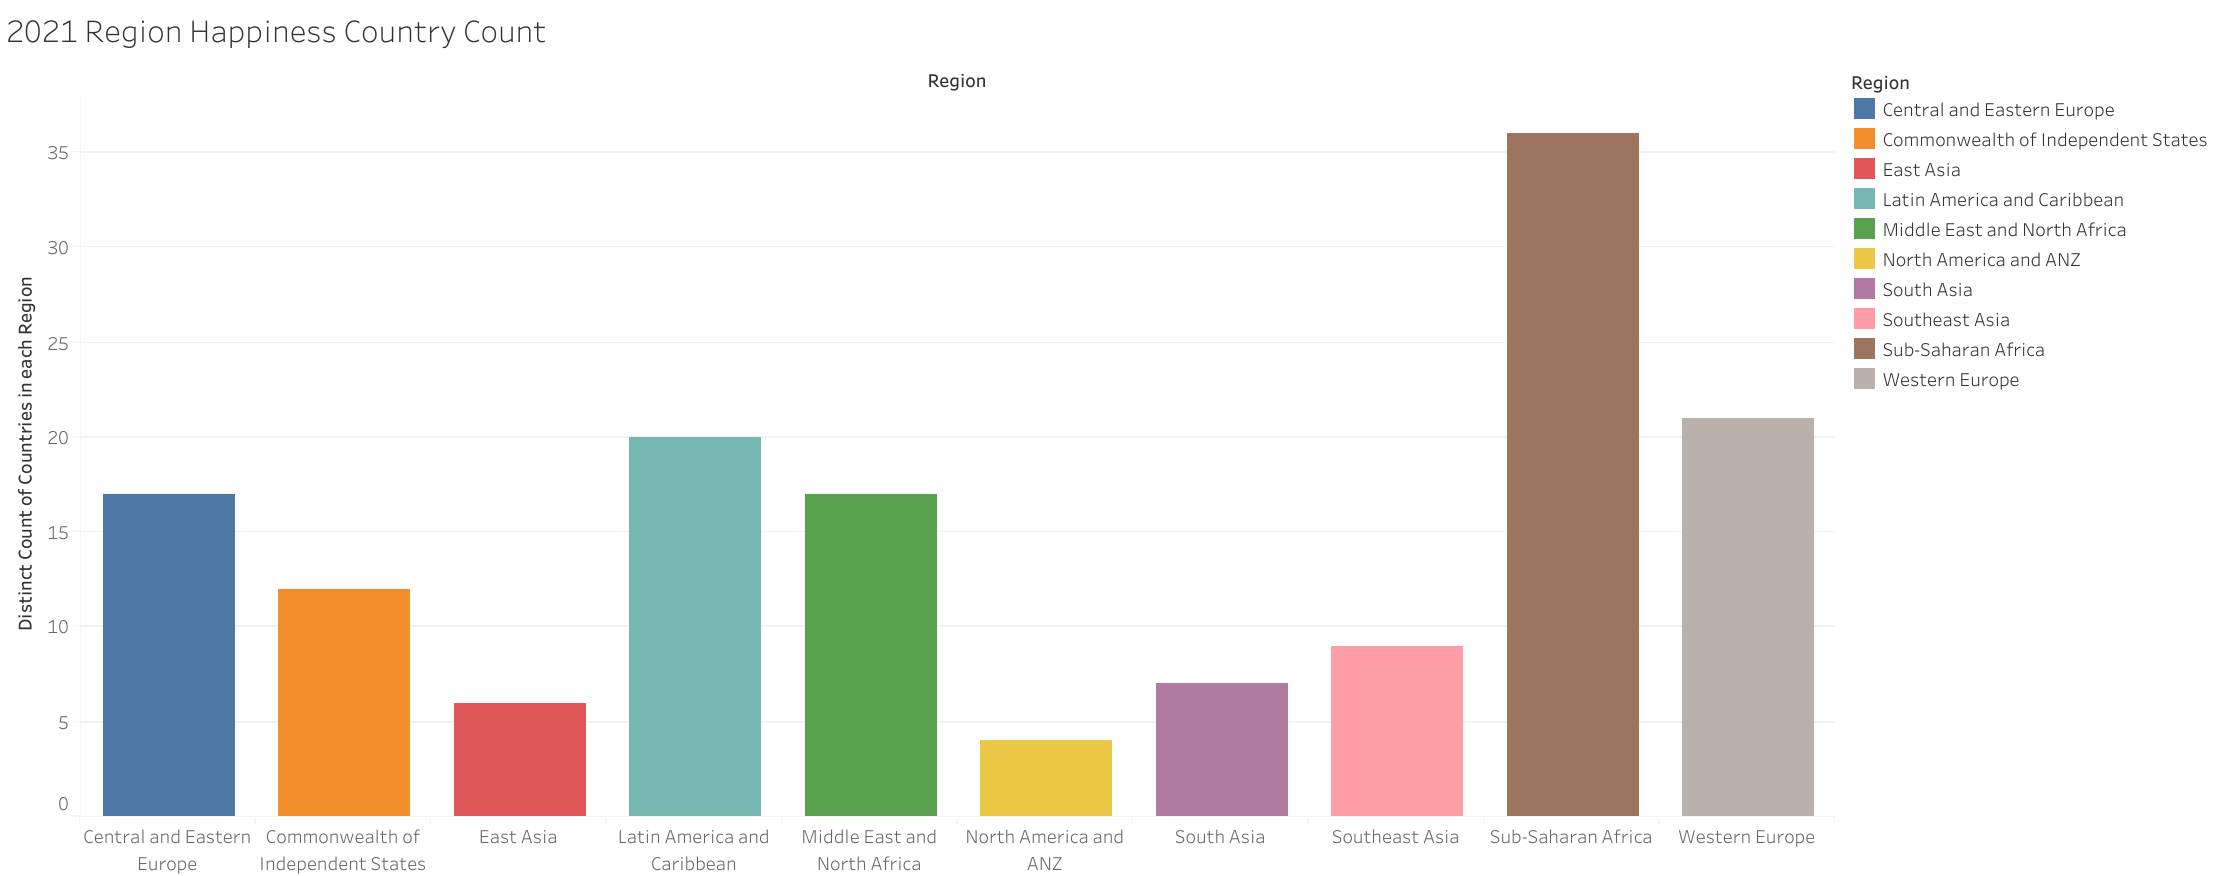 2021 Region Happiness Country Count
Region
Distinct Count of Countries in each Region
35
30
25
20
15
10
5
0
Central and Eastern
Europe
Commonwealth of
Independent States
East Asia
Latin America and
Caribbean
Middle East and
North Africa
North America and
ANZ
South Asia
Southeast Asia
Sub-Saharan Africa
Western Europe
Region
Central and Eastern Europe
Commonwealth of Independent States
East Asia
Latin America and Caribbean
Middle East and North Africa
North America and ANZ
South Asia
Southeast Asia
Sub-Saharan Africa
Western Europe